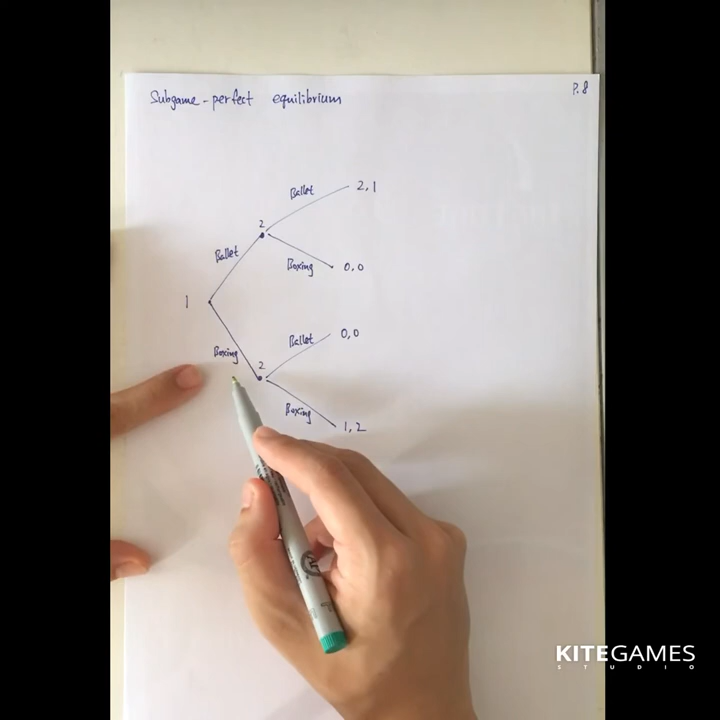 Subgame-perfect equilibrium
P.8
Ballet 2,1
2
Ballet
Boxing 0,0
1
Ballet 0,0
Boxing
2
Boxing 1,2
KITEGAMES
STUDIO